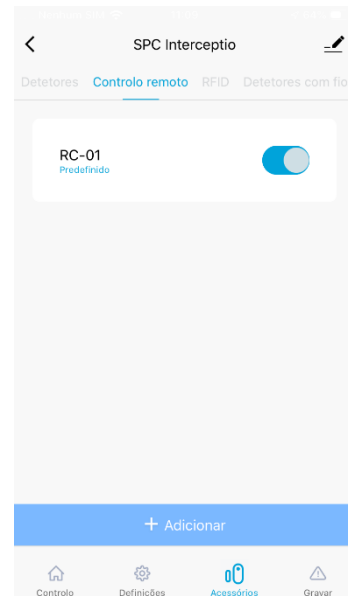 SPC Interceptio
Detetores Controlo remoto RFID Detetores com fio
RC-01
Predefinido
+ Adicionar
Controlo Definições Acessórios Gravar